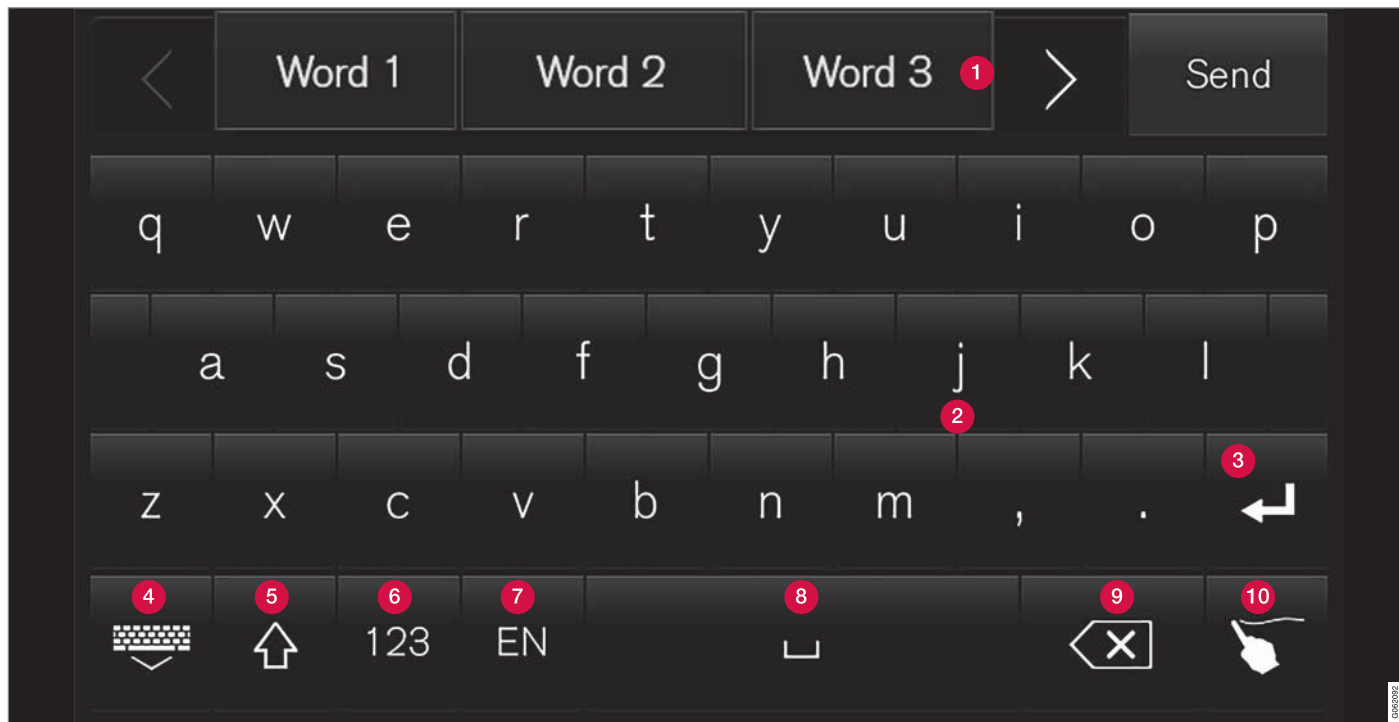 Word 1 Word 2 Word 3 1 Send
q w e r t y u i o p
a s d f g h j k l
2
z x c v b n m , . 3
4 5 6 7 8 9 10
123 EN
G062092